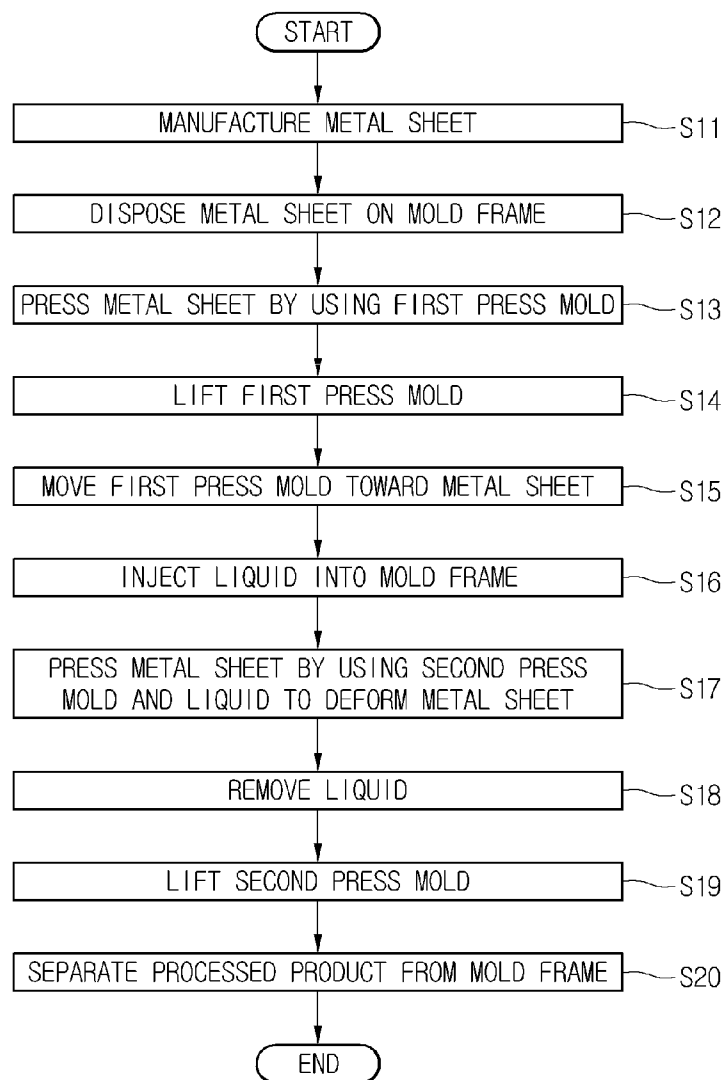 START
MANUFACTURE METAL SHEET
S11
DISPOSE METAL SHEET ON MOLD FRAME
S12
PRESS METAL SHEET BY USING FIRST PRESS MOLD
S13
LIFT FIRST PRESS MOLD
S14
MOVE FIRST PRESS MOLD TOWARD METAL SHEET
S15
INJECT LIQUID INTO MOLD FRAME
S16
PRESS METAL SHEET BY USING SECOND PRESS
MOLD AND LIQUID TO DEFORM METAL SHEET
S17
REMOVE LIQUID
S18
LIFT SECOND PRESS MOLD
S19
SEPARATE PROCESSED PRODUCT FROM MOLD FRAME
S20
END